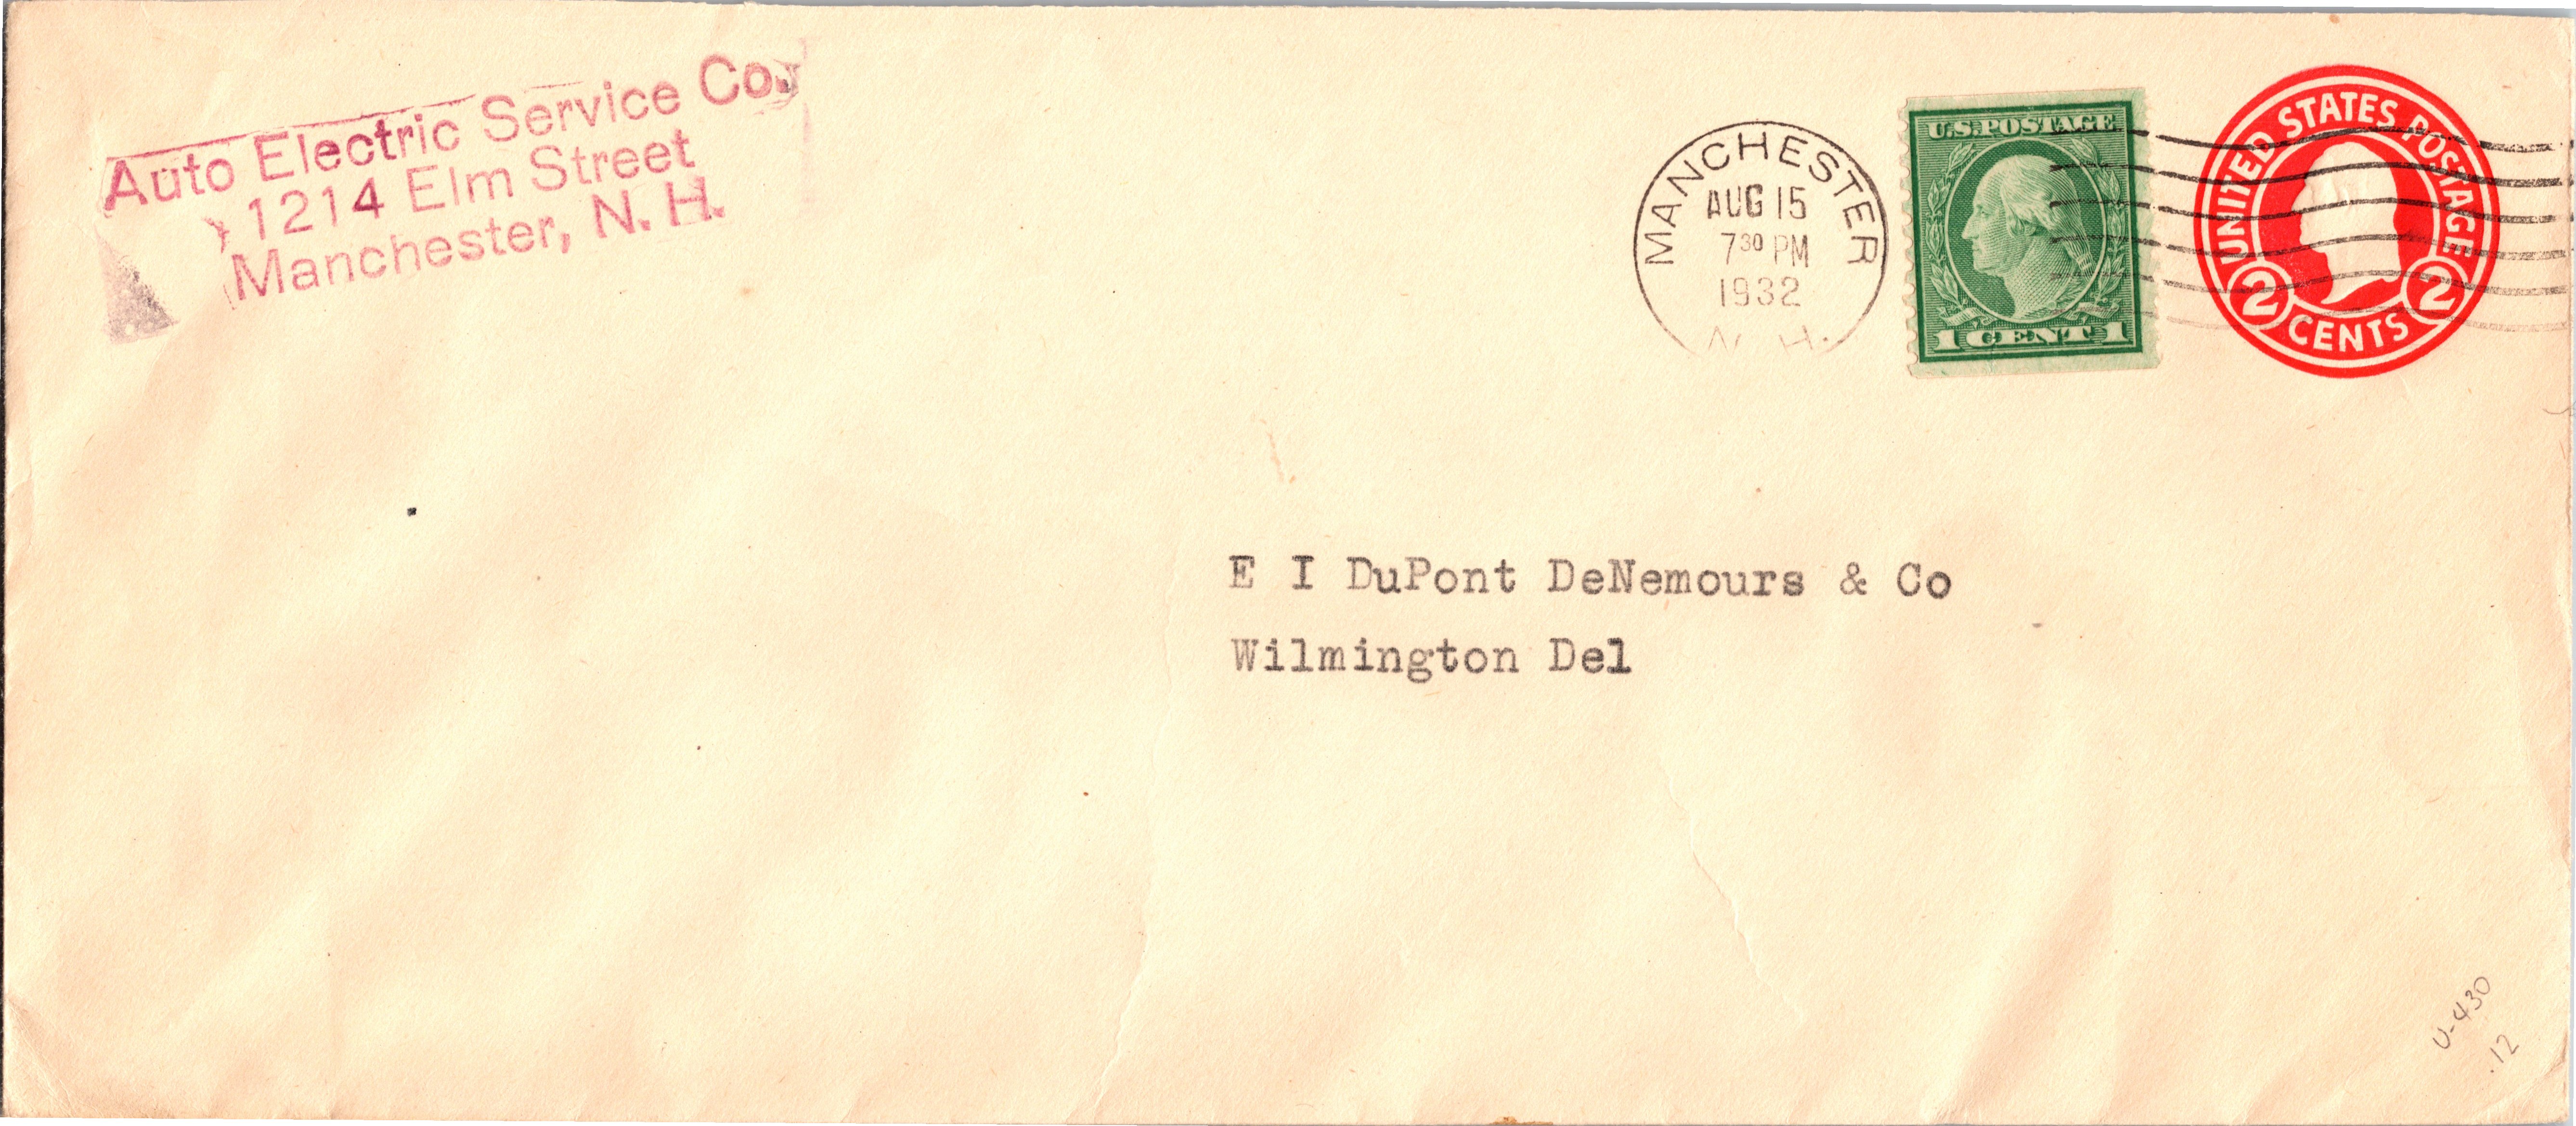 Auto Electric Service Co.
1214 Elm Street
Manchester, N. H.
MANCHESTER
AUG 15
7 30 PM
1932
N. H.
U.S. POSTAGE
1 CENT 1
UNITED STATES POSTAGE
2 CENTS 2
E I DuPont DeNemours & Co
Wilmington Del
U-430
.12